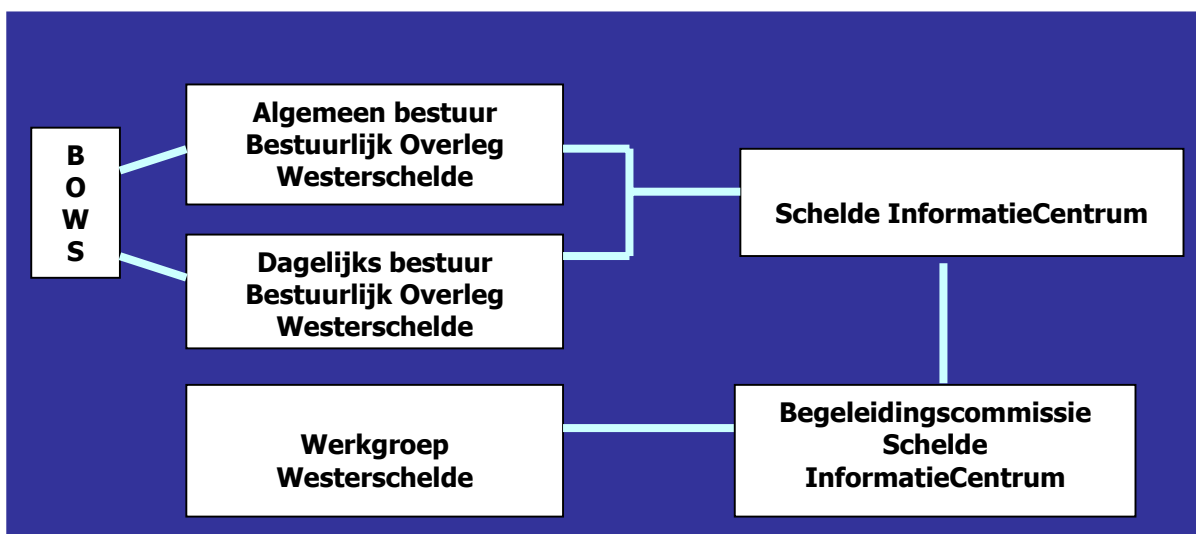 B
O
W
S
Algemeen bestuur
Bestuurlijk Overleg
Westerschelde
Dagelijks bestuur
Bestuurlijk Overleg
Westerschelde
Schelde InformatieCentrum
Werkgroep
Westerschelde
Begeleidingscommissie
Schelde
InformatieCentrum